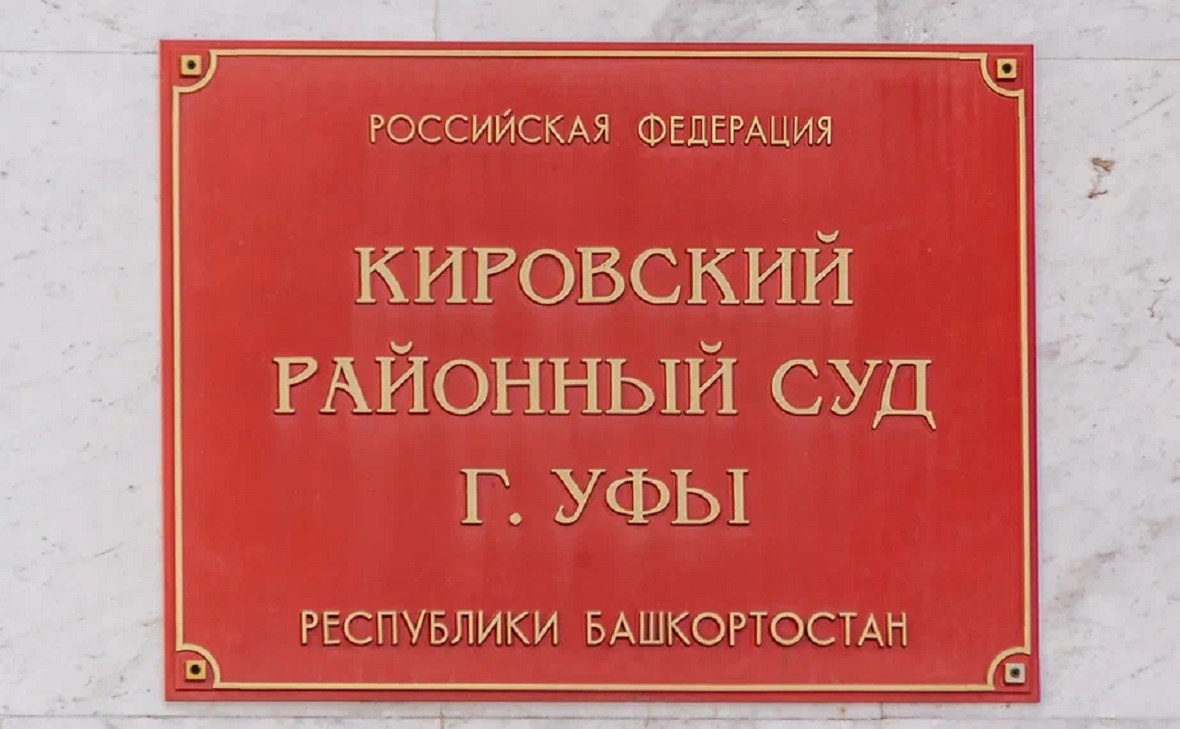 РОССИЙСКАЯ ФЕДЕРАЦИЯ
КИРОВСКИЙ
РАЙОННЫЙ СУД
Г. УФЫ
РЕСПУБЛИКИ БАШКОРТОСТАН